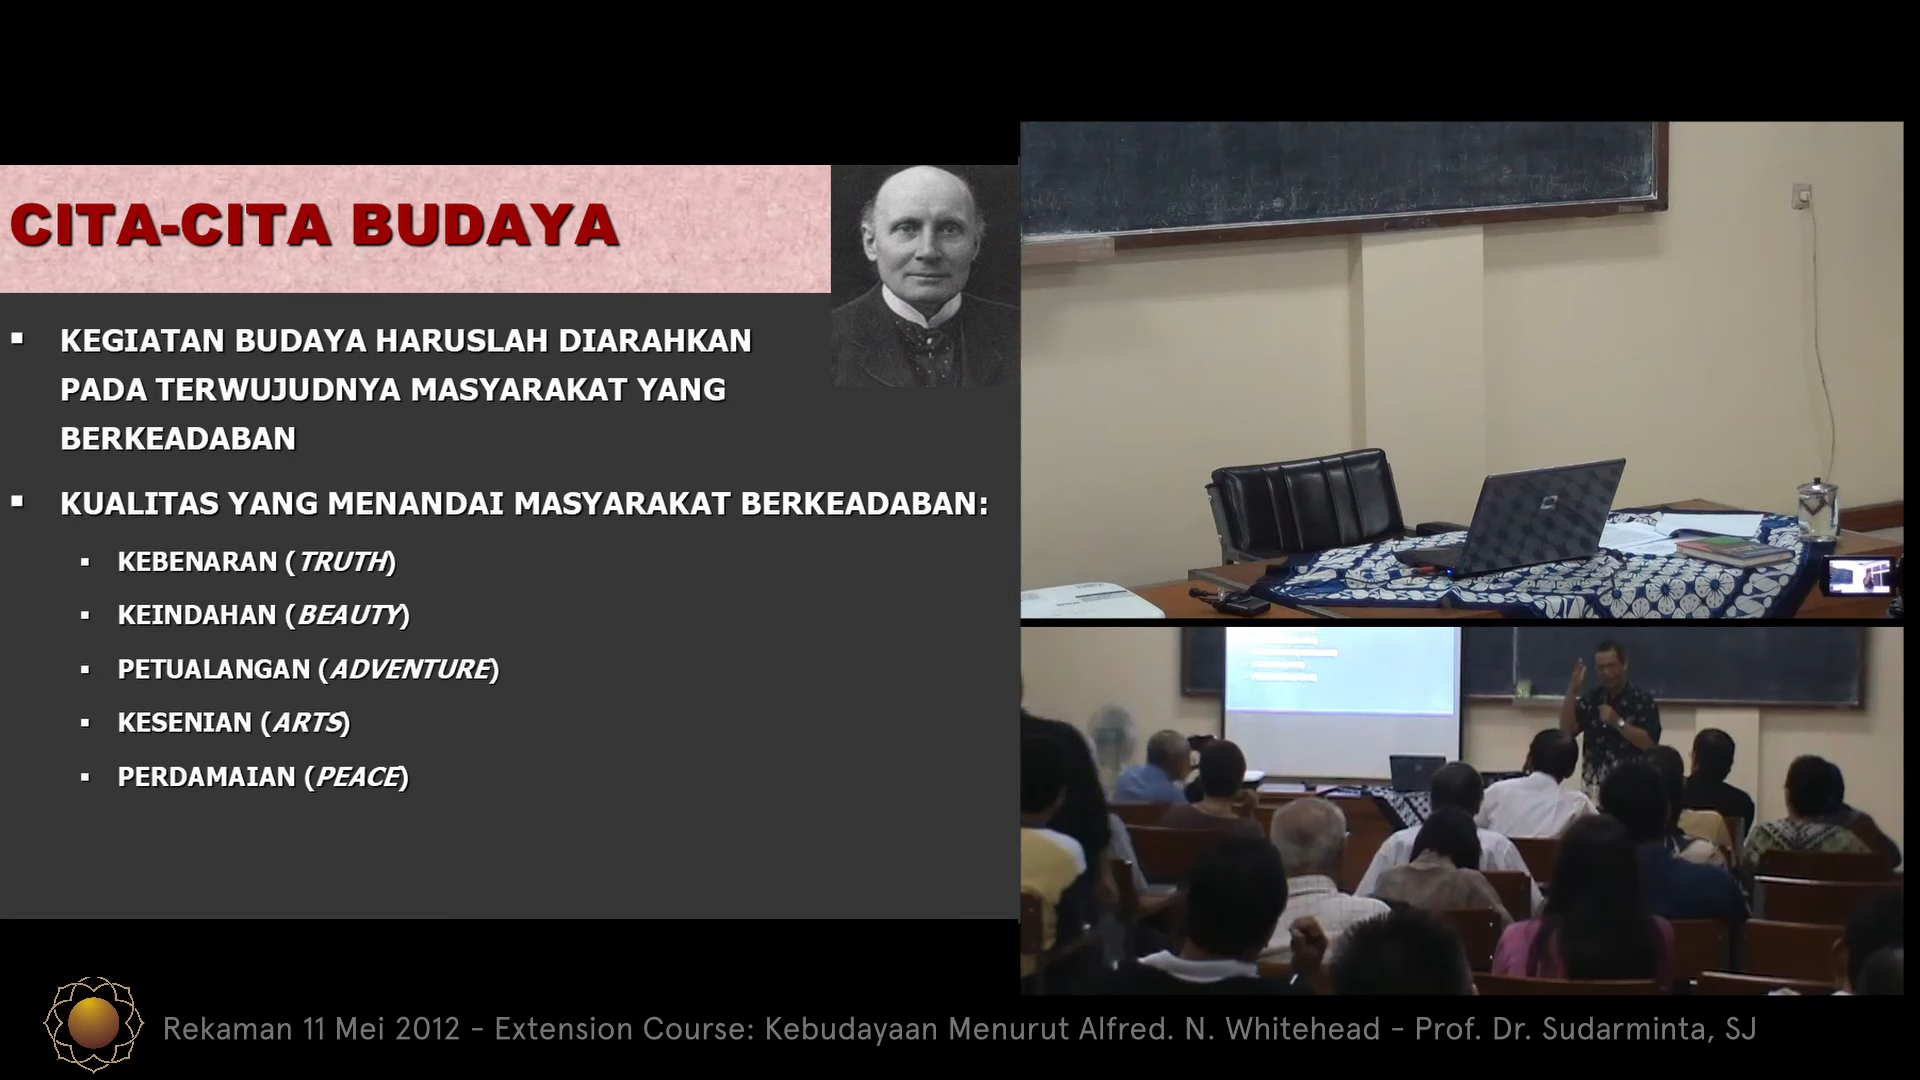 CITA-CITA BUDAYA
▪ KEGIATAN BUDAYA HARUSLAH DIARAHKAN
PADA TERWUJUDNYA MASYARAKAT YANG
BERKEADABAN
▪ KUALITAS YANG MENANDAI MASYARAKAT BERKEADABAN:
▪ KEBENARAN (TRUTH)
▪ KEINDAHAN (BEAUTY)
▪ PETUALANGAN (ADVENTURE)
▪ KESENIAN (ARTS)
▪ PERDAMAIAN (PEACE)
Rekaman 11 Mei 2012 - Extension Course: Kebudayaan Menurut Alfred. N. Whitehead - Prof. Dr. Sudarminta, SJ